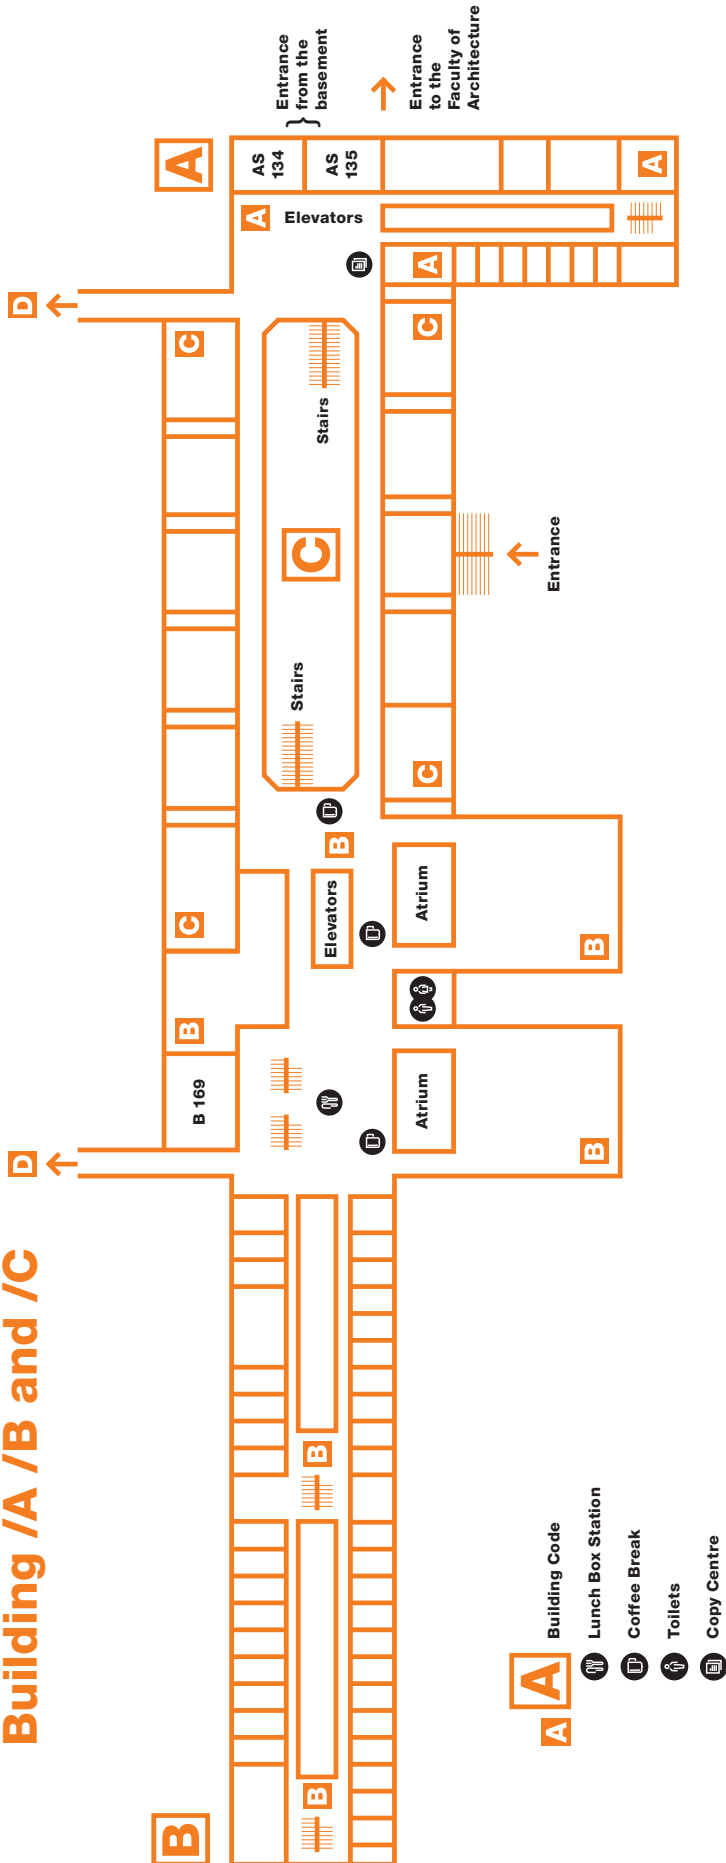 Building /A /B and /C
B
B
B
D
B 169
B
C
C
D
B
Elevators
B
Stairs
C
Stairs
Atrium
B
Atrium
B
C
Entrance
C
A
A
Elevators
A
AS
134
AS
135
A
Entrance
from the
basement
}
Entrance
to the
Faculty of
Architecture
A
A
Building Code
Lunch Box Station
Coffee Break
Toilets
Copy Centre